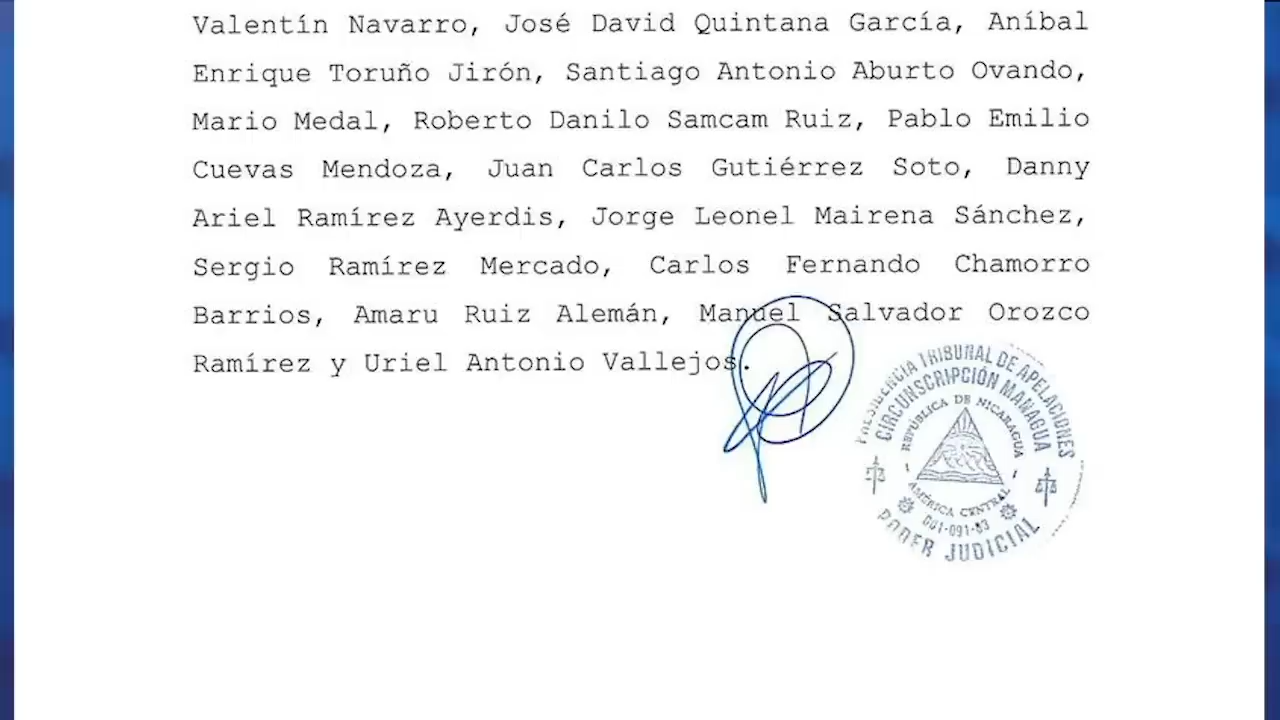 Valentín Navarro, José David Quintana García, Aníbal
Enrique Toruño Jirón, Santiago Antonio Aburto Ovando,
Mario Medal, Roberto Danilo Samcam Ruiz, Pablo Emilio
Cuevas Mendoza, Juan Carlos Gutiérrez Soto, Danny
Ariel Ramírez Ayerdis, Jorge Leonel Mairena Sánchez,
Sergio Ramírez Mercado, Carlos Fernando Chamorro
Barrios, Amaru Ruiz Alemán, Manuel Salvador Orozco
Ramírez y Uriel Antonio Vallejos.
PRESIDENCIA TRIBUNAL DE APELACIONES
CIRCUNSCRIPCIÓN MANAGUA
REPÚBLICA DE NICARAGUA
AMÉRICA CENTRAL
PODER JUDICIAL